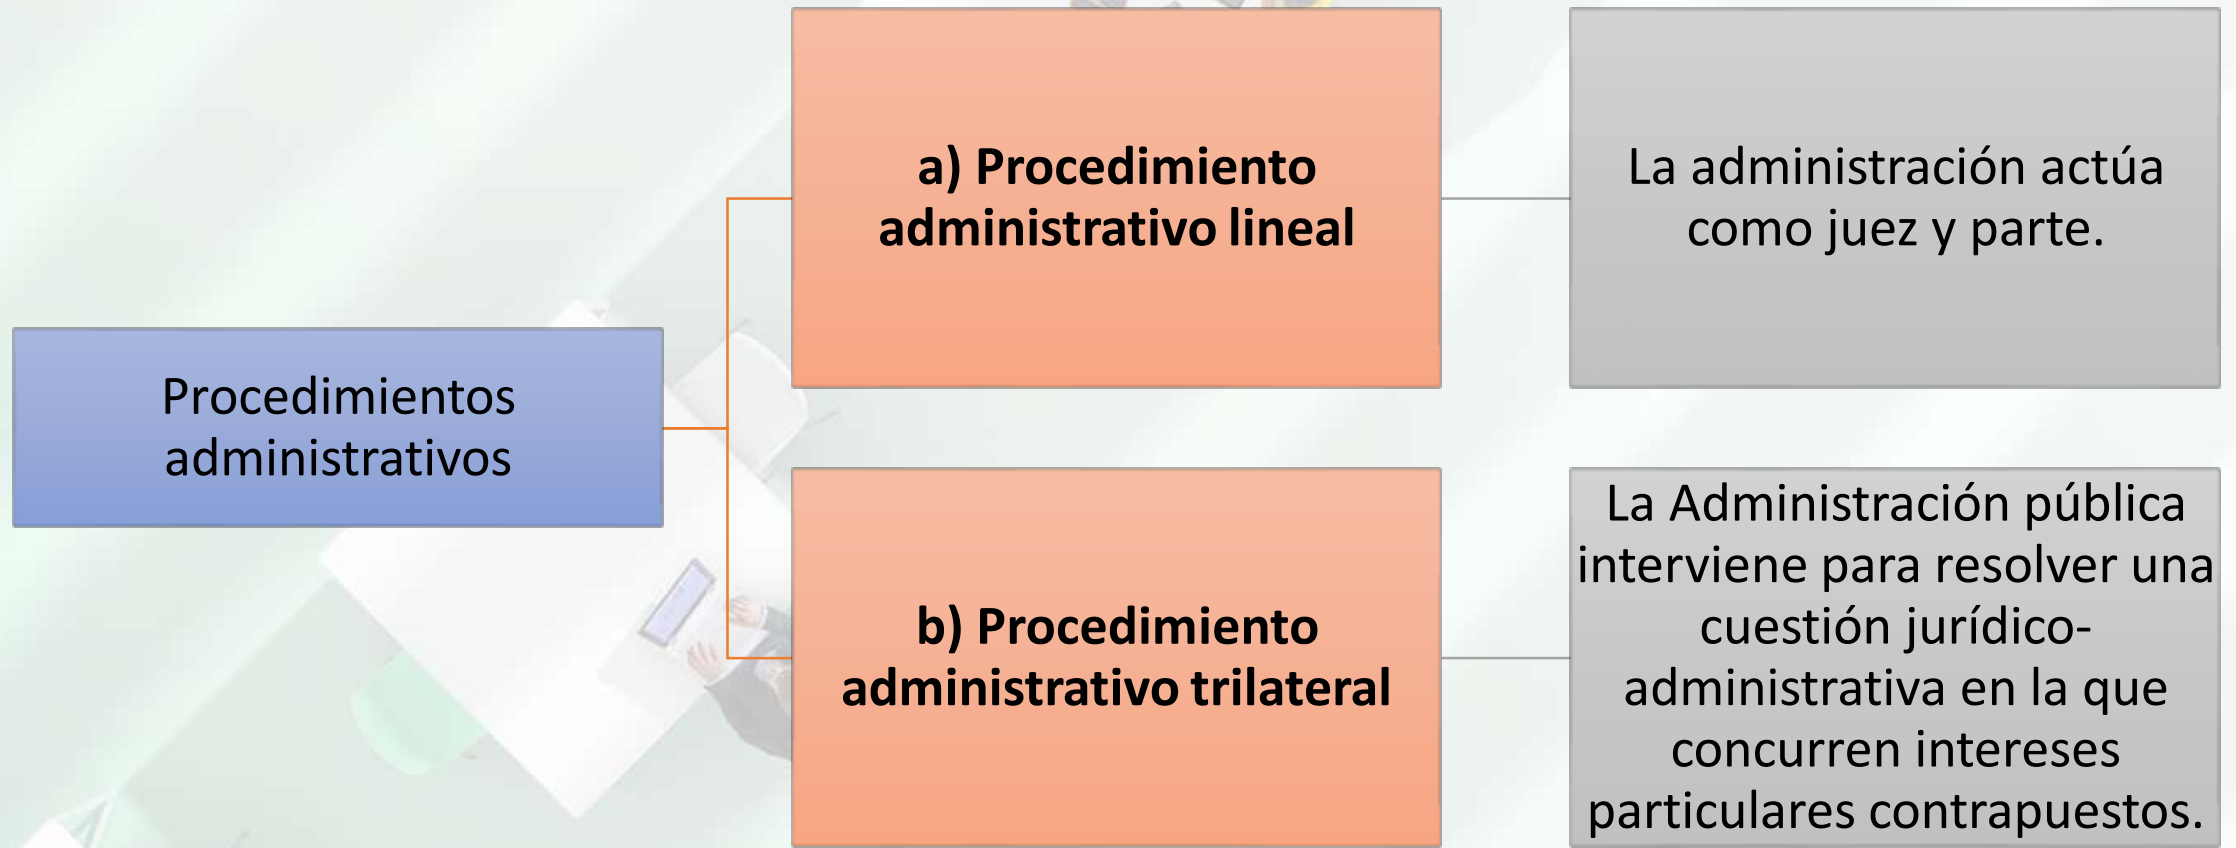 Procedimientos
administrativos
a) Procedimiento
administrativo lineal
La administración actúa
como juez y parte.
b) Procedimiento
administrativo trilateral
La Administración pública
interviene para resolver una
cuestión jurídico-
administrativa en la que
concurren intereses
particulares contrapuestos.